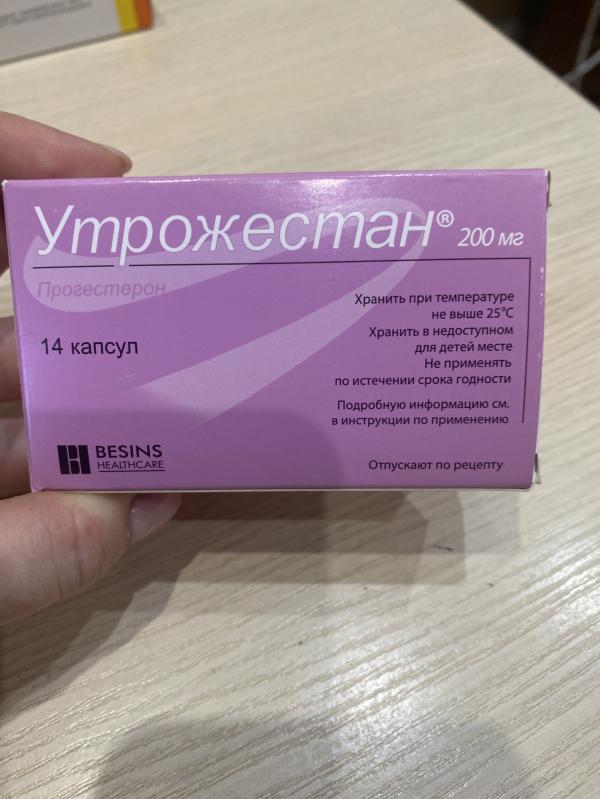 Утрожестан® 200 мг
Прогестерон
14 капсул
Хранить при температуре
не выше 25°C
Хранить в недоступном
для детей месте
Не применять
по истечении срока годности
Подробную информацию см.
в инструкции по применению
BESINS
HEALTHCARE
Отпускают по рецепту